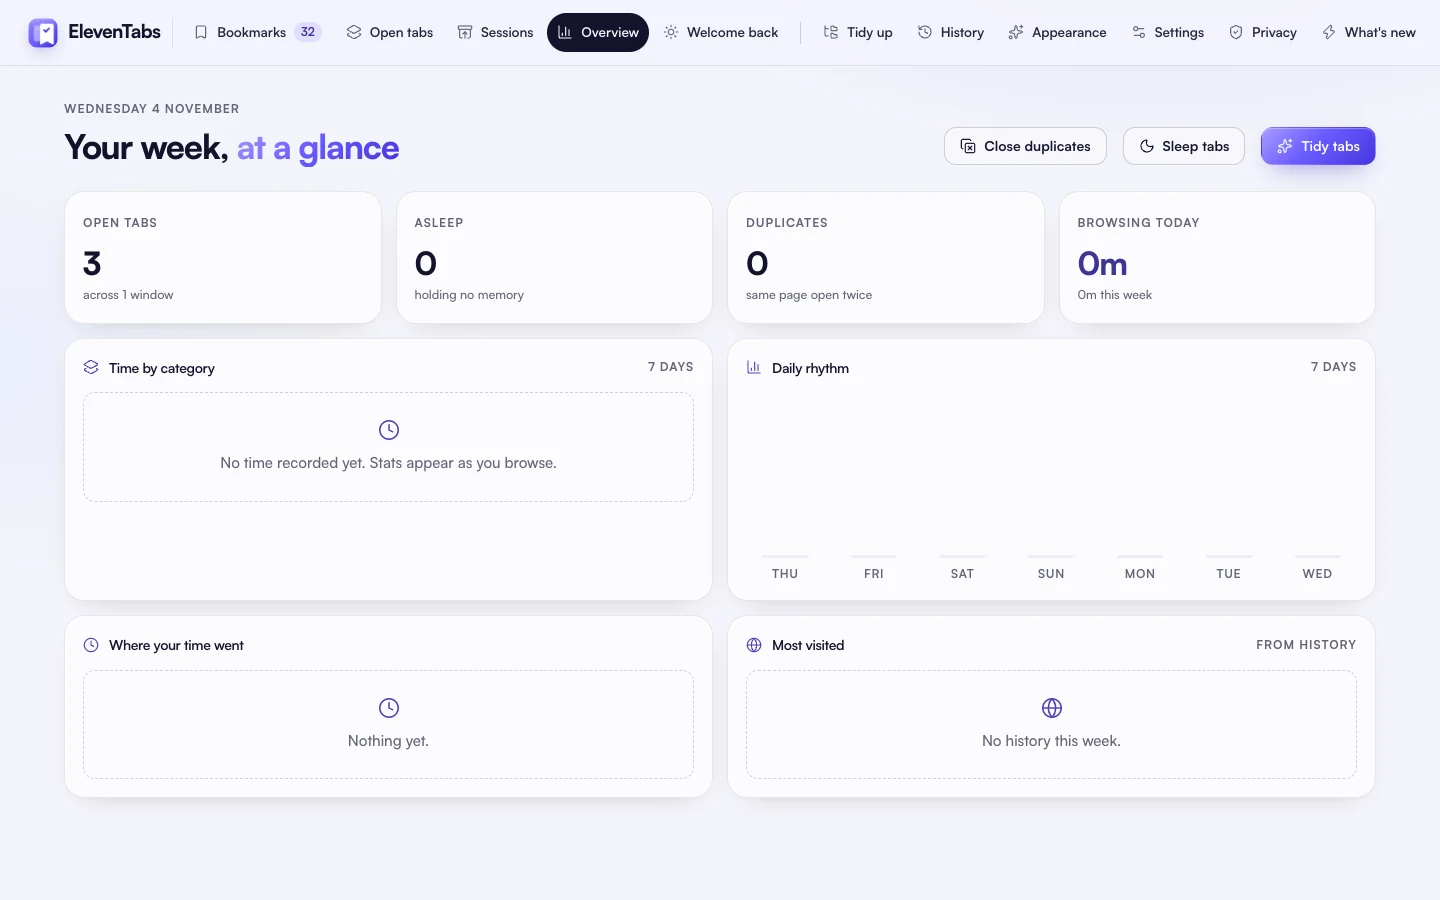 ElevenTabs
Bookmarks 32
Open tabs
Sessions
Overview
Welcome back
Tidy up
History
Appearance
Settings
Privacy
What's new
WEDNESDAY 4 NOVEMBER
Your week, at a glance
Close duplicates
Sleep tabs
Tidy tabs
OPEN TABS
3
across 1 window
ASLEEP
0
holding no memory
DUPLICATES
0
same page open twice
BROWSING TODAY
0m
0m this week
Time by category
7 DAYS
No time recorded yet. Stats appear as you browse.
Daily rhythm
7 DAYS
THU FRI SAT SUN MON TUE WED
Where your time went
Nothing yet.
Most visited
FROM HISTORY
No history this week.